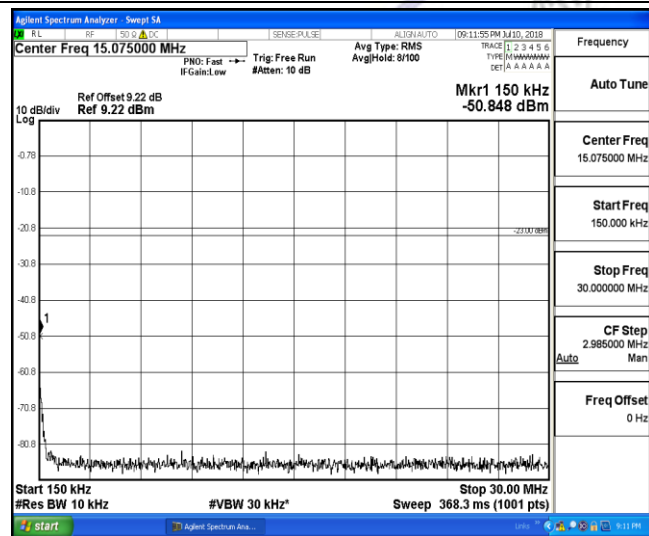 Agilent Spectrum Analyzer - Swept SA
RL RF 50 Ω DC SENSE:PULSE ALIGN AUTO 09:11:55 PM Jul 10, 2018
Center Freq 15.075000 MHz
PNO: Fast Trig: Free Run
IFGain:Low #Atten: 10 dB
Avg Type: RMS
Avg|Hold: 8/100
TRACE 1 2 3 4 5 6
TYPE M
DET A A A A A A
Frequency
Mkr1 150 kHz
-50.848 dBm
Ref Offset 9.22 dB
10 dB/div Ref 9.22 dBm
Log
-0.78
-10.8
-20.8
-23.00 dBm
-30.8
-40.8
1
-50.8
-60.8
-70.8
-80.8
Start 150 kHz Stop 30.00 MHz
#Res BW 10 kHz #VBW 30 kHz* Sweep 368.3 ms (1001 pts)
Auto Tune
Center Freq
15.075000 MHz
Start Freq
150.000 kHz
Stop Freq
30.000000 MHz
CF Step
2.985000 MHz
Auto Man
Freq Offset
0 Hz
start Agilent Spectrum Ana... Links » 9:11 PM